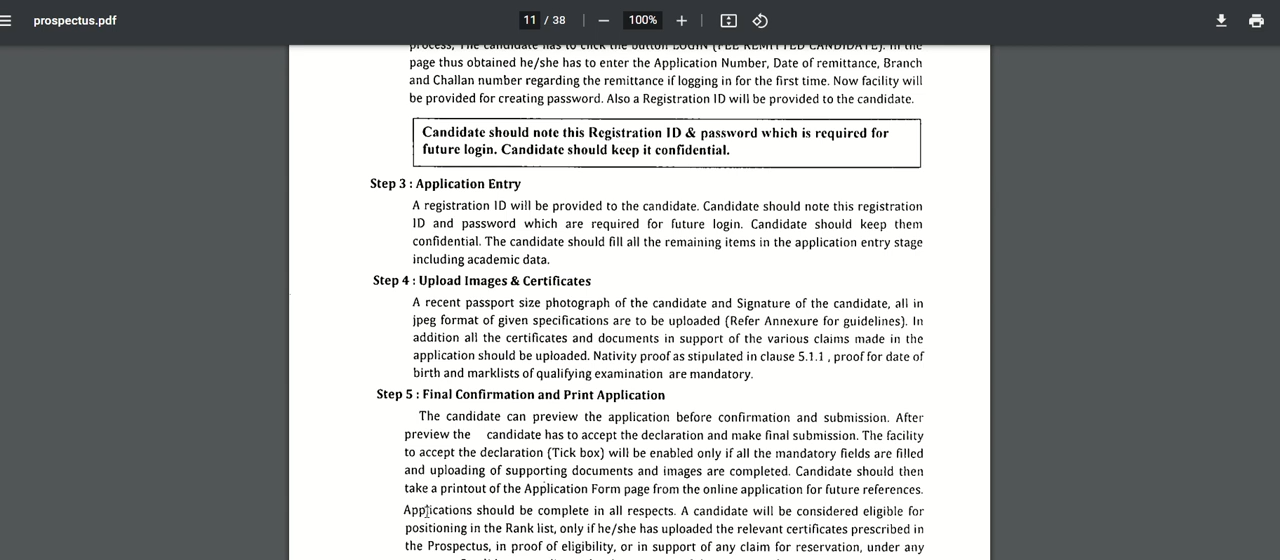 prospectus.pdf
11 / 38
100%
process, The candidate has to click the button LOGIN (FEE REMITTED CANDIDATE). In the
page thus obtained he/she has to enter the Application Number, Date of remittance, Branch
and Challan number regarding the remittance if logging in for the first time. Now facility will
be provided for creating password. Also a Registration ID will be provided to the candidate.
Candidate should note this Registration ID & password which is required for
future login. Candidate should keep it confidential.
Step 3 : Application Entry
A registration ID will be provided to the candidate. Candidate should note this registration
ID and password which are required for future login. Candidate should keep them
confidential. The candidate should fill all the remaining items in the application entry stage
including academic data.
Step 4 : Upload Images & Certificates
A recent passport size photograph of the candidate and Signature of the candidate, all in
jpeg format of given specifications are to be uploaded (Refer Annexure for guidelines). In
addition all the certificates and documents in support of the various claims made in the
application should be uploaded. Nativity proof as stipulated in clause 5.1.1 , proof for date of
birth and marklists of qualifying examination are mandatory.
Step 5 : Final Confirmation and Print Application
The candidate can preview the application before confirmation and submission. After
preview the candidate has to accept the declaration and make final submission. The facility
to accept the declaration (Tick box) will be enabled only if all the mandatory fields are filled
and uploading of supporting documents and images are completed. Candidate should then
take a printout of the Application Form page from the online application for future references.
Applications should be complete in all respects. A candidate will be considered eligible for
positioning in the Rank list, only if he/she has uploaded the relevant certificates prescribed in
the Prospectus, in proof of eligibility, or in support of any claim for reservation, under any